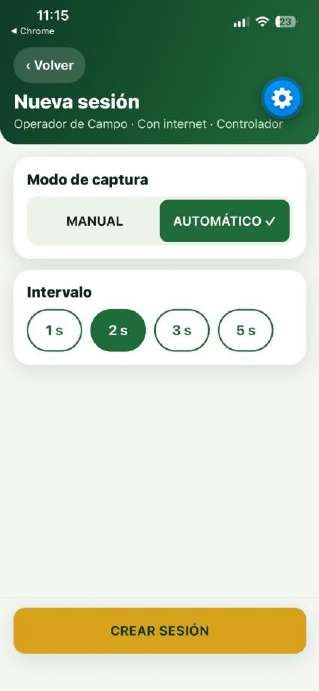 11:15
23
◀ Chrome
‹ Volver
Nueva sesión
Operador de Campo · Con internet · Controlador
Modo de captura
MANUAL
AUTOMÁTICO ✓
Intervalo
1 s
2 s
3 s
5 s
CREAR SESIÓN